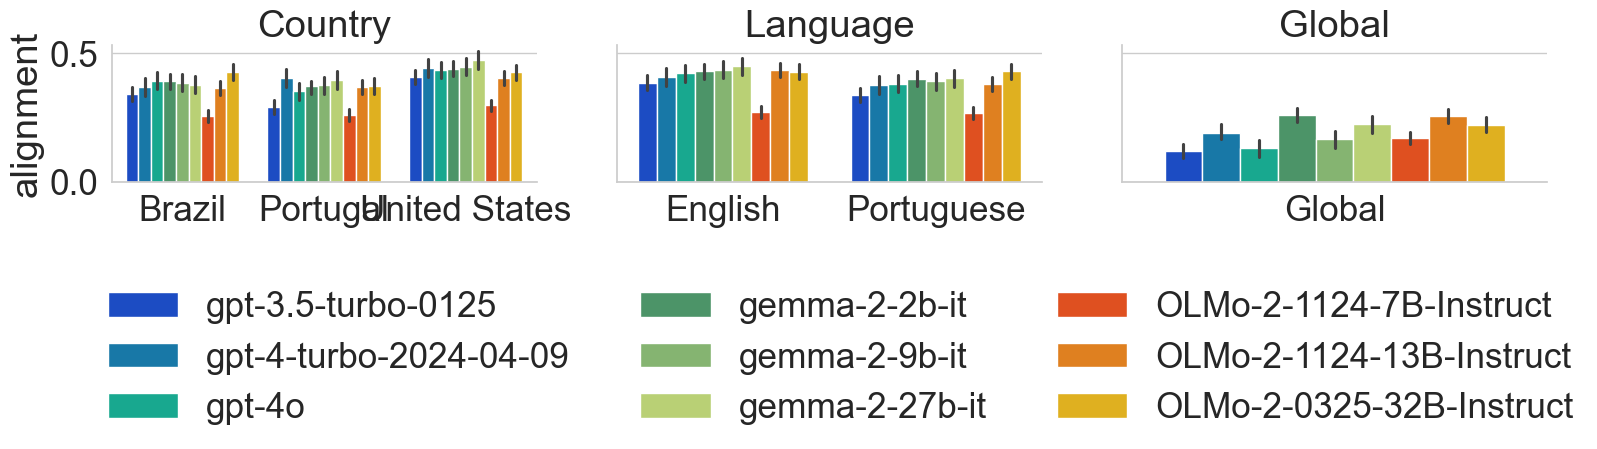 Country
Language
Global
alignment
0.5
0.0
Brazil
Portugal
United States
English
Portuguese
Global
gpt-3.5-turbo-0125
gpt-4-turbo-2024-04-09
gpt-4o
gemma-2-2b-it
gemma-2-9b-it
gemma-2-27b-it
OLMo-2-1124-7B-Instruct
OLMo-2-1124-13B-Instruct
OLMo-2-0325-32B-Instruct